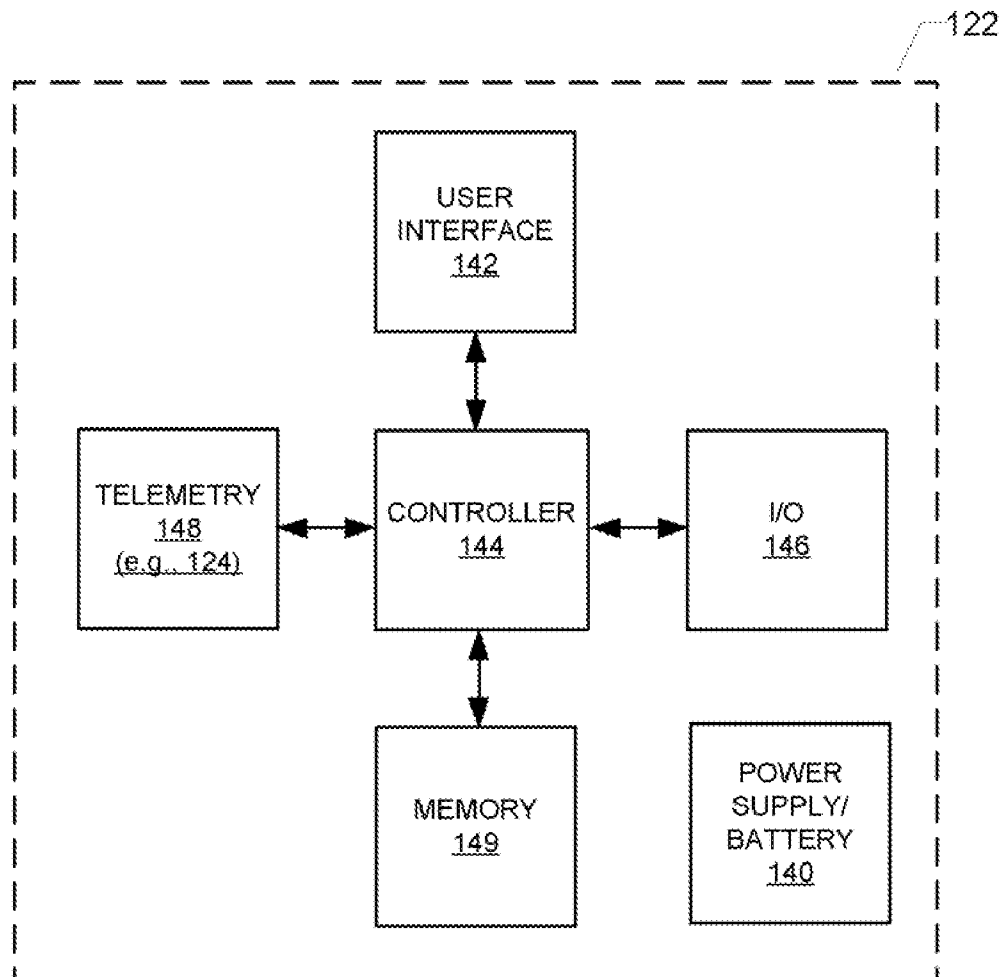 122
USER
INTERFACE
142
TELEMETRY
148
(e.g., 124)
CONTROLLER
144
I/O
146
MEMORY
149
POWER
SUPPLY/
BATTERY
140